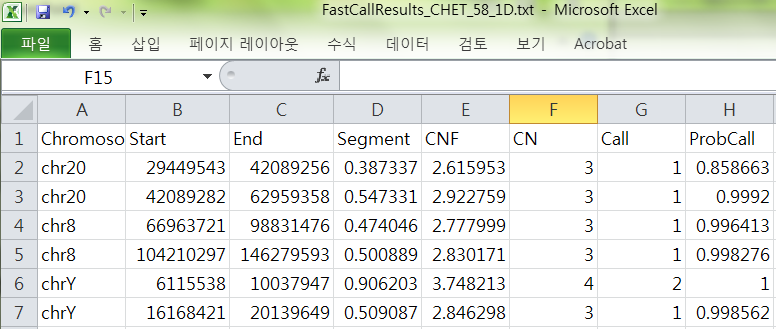 FastCallResults_CHET_58_1D.txt - Microsoft Excel
파일 홈 삽입 페이지 레이아웃 수식 데이터 검토 보기 Acrobat
F15 fx
A B C D E F G H
1 Chromoso Start End Segment CNF CN Call ProbCall
2 chr20 29449543 42089256 0.387337 2.615953 3 1 0.858663
3 chr20 42089282 62959358 0.547331 2.922759 3 1 0.9992
4 chr8 66963721 98831476 0.474046 2.777999 3 1 0.996413
5 chr8 104210297 146279593 0.500889 2.830171 3 1 0.998276
6 chrY 6115538 10037947 0.906203 3.748213 4 2 1
7 chrY 16168421 20139649 0.509087 2.846298 3 1 0.998562